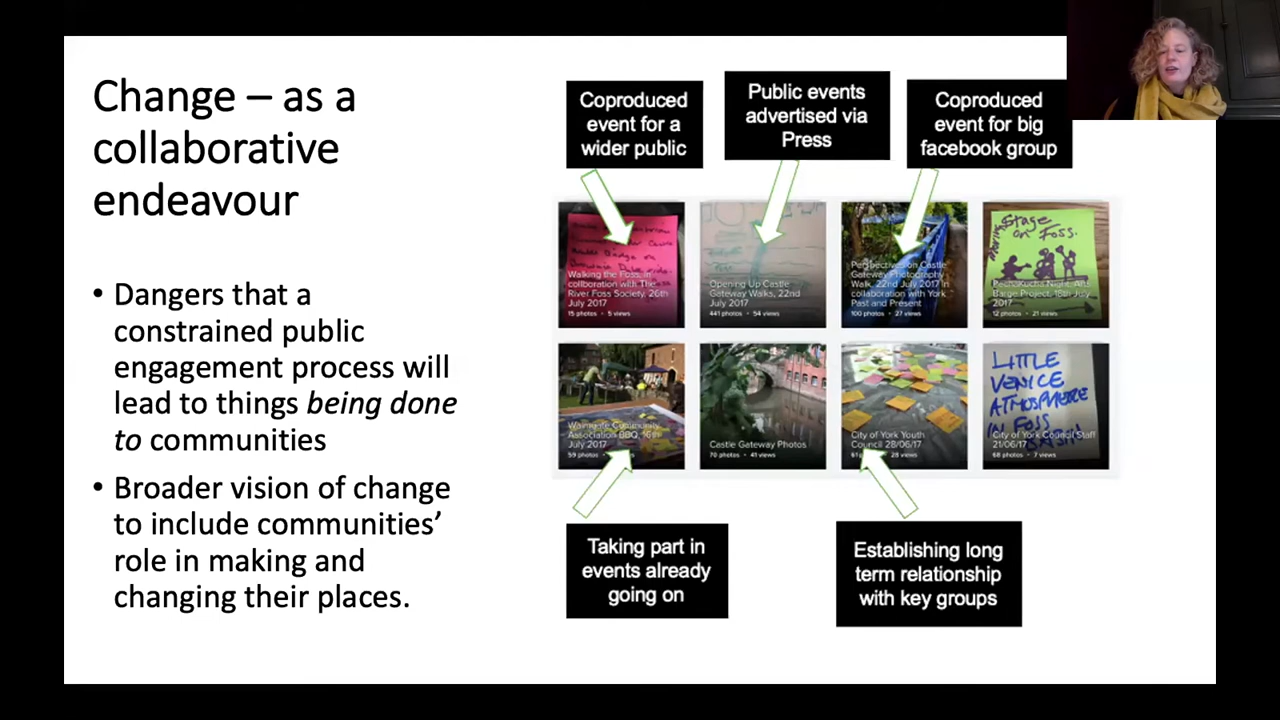 Change – as a
collaborative
endeavour
• Dangers that a
constrained public
engagement process will
lead to things being done
to communities
• Broader vision of change
to include communities’
role in making and
changing their places.
Coproduced
event for a
wider public
Public events
advertised via
Press
Coproduced
event for big
facebook group
Walking the Foss, in
collboration with The
River Foss Society, 26th
July 2017
15 photos • 5 views
Opening Up Castle
Gateway Walks, 22nd
July 2017
441 photos • 54 views
Perspectives on Castle
Gateway Photography
Walk, 22nd July 2017 in
collaboration with York
Past and Present
100 photos • 27 views
Moving Stage
on Foss.
PechaKucha Night, Arts
Barge Project, 18th July
2017
12 photos • 21 views
Walmgate Community
Association BBQ, 16th
July 2017
59 photos • 
Castle Gateway Photos
70 photos • 41 views
City of York Youth
Council 28/06/17
28 views
LITTLE
VENICE
ATMOSPHERE
IN FOSS
City of York Council Staff
21/06/17
68 photos • 7 views
Taking part in
events already
going on
Establishing long
term relationship
with key groups